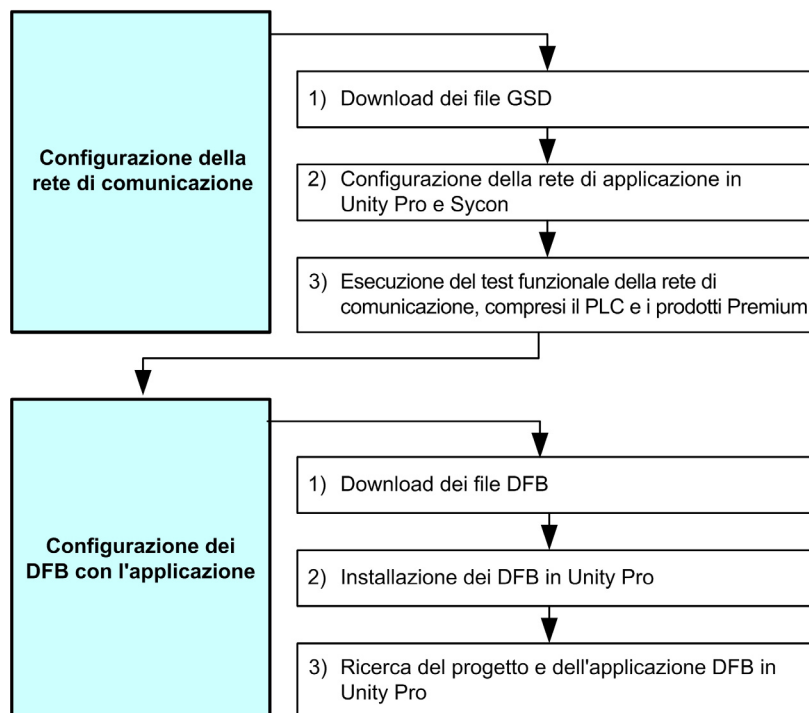 Configurazione della
rete di comunicazione
1) Download dei file GSD
2) Configurazione della rete di applicazione in
Unity Pro e Sycon
3) Esecuzione del test funzionale della rete di
comunicazione, compresi il PLC e i prodotti Premium
Configurazione dei
DFB con l'applicazione
1) Download dei file DFB
2) Installazione dei DFB in Unity Pro
3) Ricerca del progetto e dell'applicazione DFB in
Unity Pro